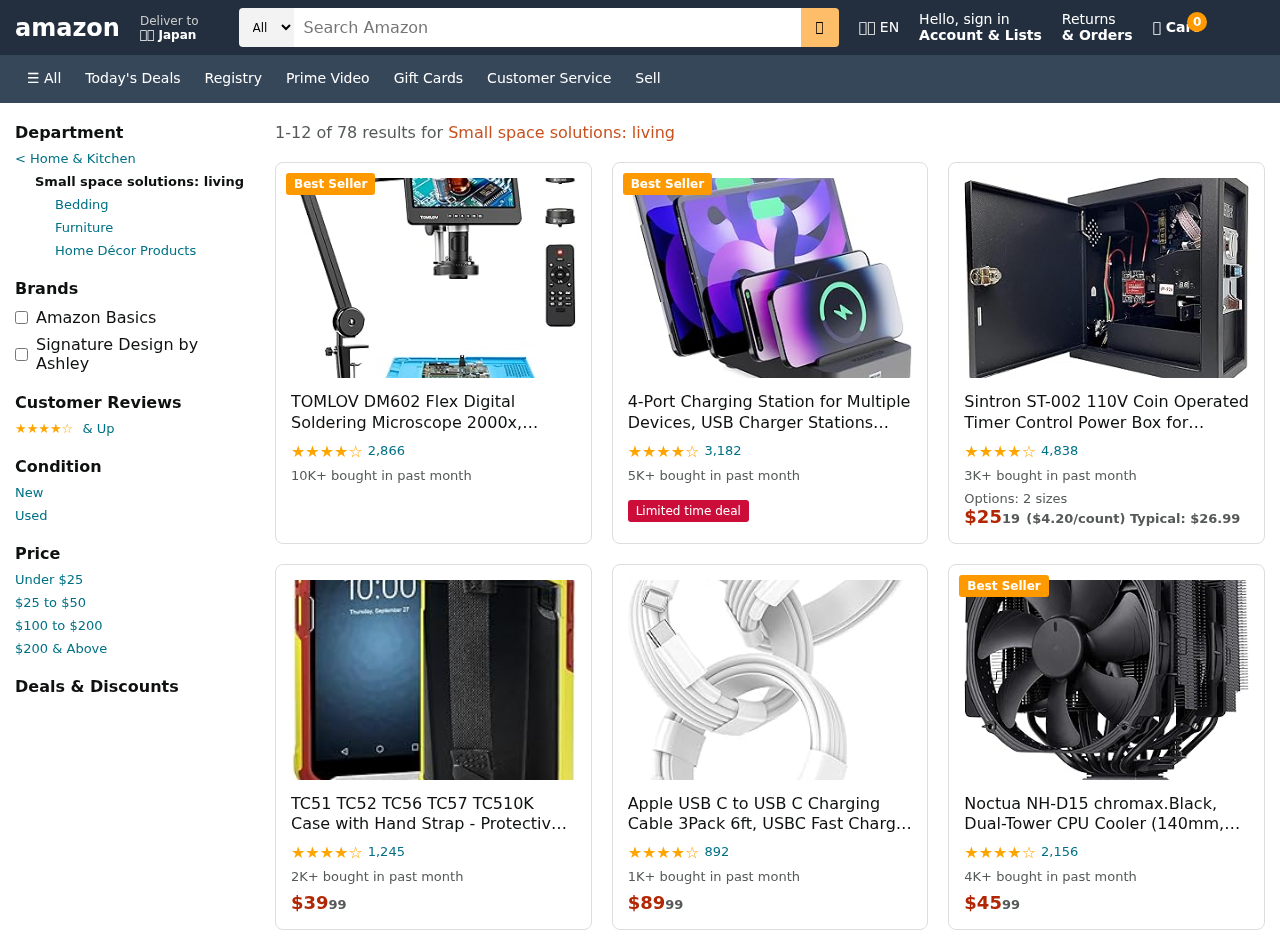 amazon
Deliver to
Japan
All
Search Amazon
EN
Hello, sign in
Account & Lists
Returns
& Orders
0
☰ All
Today's Deals
Registry
Prime Video
Gift Cards
Customer Service
Sell
Department
< Home & Kitchen
Small space solutions: living
Bedding
Furniture
Home Décor Products
Brands
Amazon Basics
Signature Design by
Ashley
Customer Reviews
★★★★☆ & Up
Condition
New
Used
Price
Under $25
$25 to $50
$100 to $200
$200 & Above
Deals & Discounts
1-12 of 78 results for Small space solutions: living
Best Seller
TOMLOV
TOMLOV DM602 Flex Digital
Soldering Microscope 2000x,…
★★★★☆ 2,866
10K+ bought in past month
Best Seller
4-Port Charging Station for Multiple
Devices, USB Charger Stations…
★★★★☆ 3,182
5K+ bought in past month
Limited time deal
Sintron ST-002 110V Coin Operated
Timer Control Power Box for…
★★★★☆ 4,838
3K+ bought in past month
Options: 2 sizes
$25 19 ($4.20/count) Typical: $26.99
10:00
Thursday, September 27
TC51 TC52 TC56 TC57 TC510K
Case with Hand Strap - Protectiv…
★★★★☆ 1,245
2K+ bought in past month
$39 99
Apple USB C to USB C Charging
Cable 3Pack 6ft, USBC Fast Charg…
★★★★☆ 892
1K+ bought in past month
$89 99
Best Seller
Noctua NH-D15 chromax.Black,
Dual-Tower CPU Cooler (140mm,…
★★★★☆ 2,156
4K+ bought in past month
$45 99